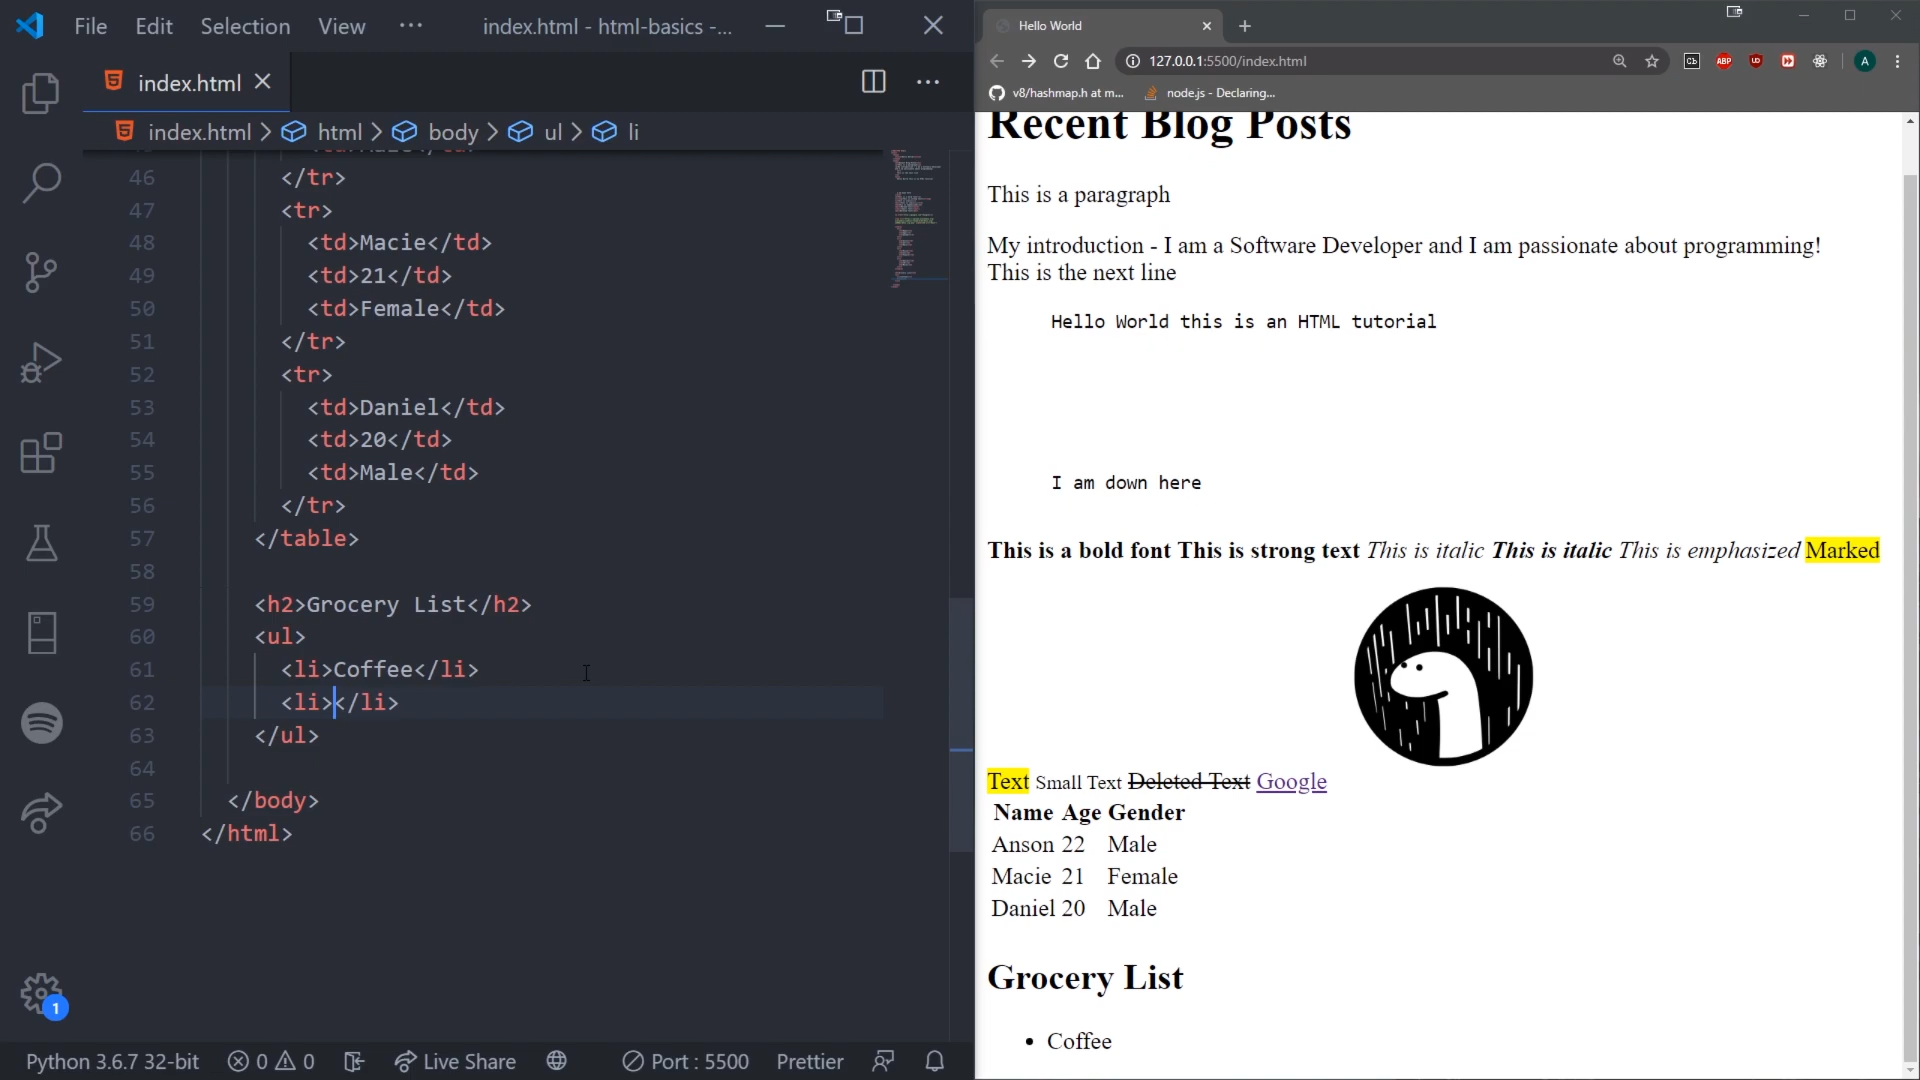 File Edit Selection View ··· index.html - html-basics -...
index.html
index.html > html > body > ul > li
46 </tr>
47 <tr>
48 <td>Macie</td>
49 <td>21</td>
50 <td>Female</td>
51 </tr>
52 <tr>
53 <td>Daniel</td>
54 <td>20</td>
55 <td>Male</td>
56 </tr>
57 </table>
58
59 <h2>Grocery List</h2>
60 <ul>
61 <li>Coffee</li>
62 <li></li>
63 </ul>
64
65 </body>
66 </html>
1
Python 3.6.7 32-bit 0 0 Live Share Port : 5500 Prettier
Hello World
127.0.0.1:5500/index.html ABP A
v8/hashmap.h at m... node.js - Declaring...
Recent Blog Posts
This is a paragraph
My introduction - I am a Software Developer and I am passionate about programming!
This is the next line
Hello World this is an HTML tutorial
I am down here
This is a bold font This is strong text This is italic This is italic This is emphasized Marked
Text Small Text Deleted Text Google
Name Age Gender
Anson 22 Male
Macie 21 Female
Daniel 20 Male
Grocery List
• Coffee